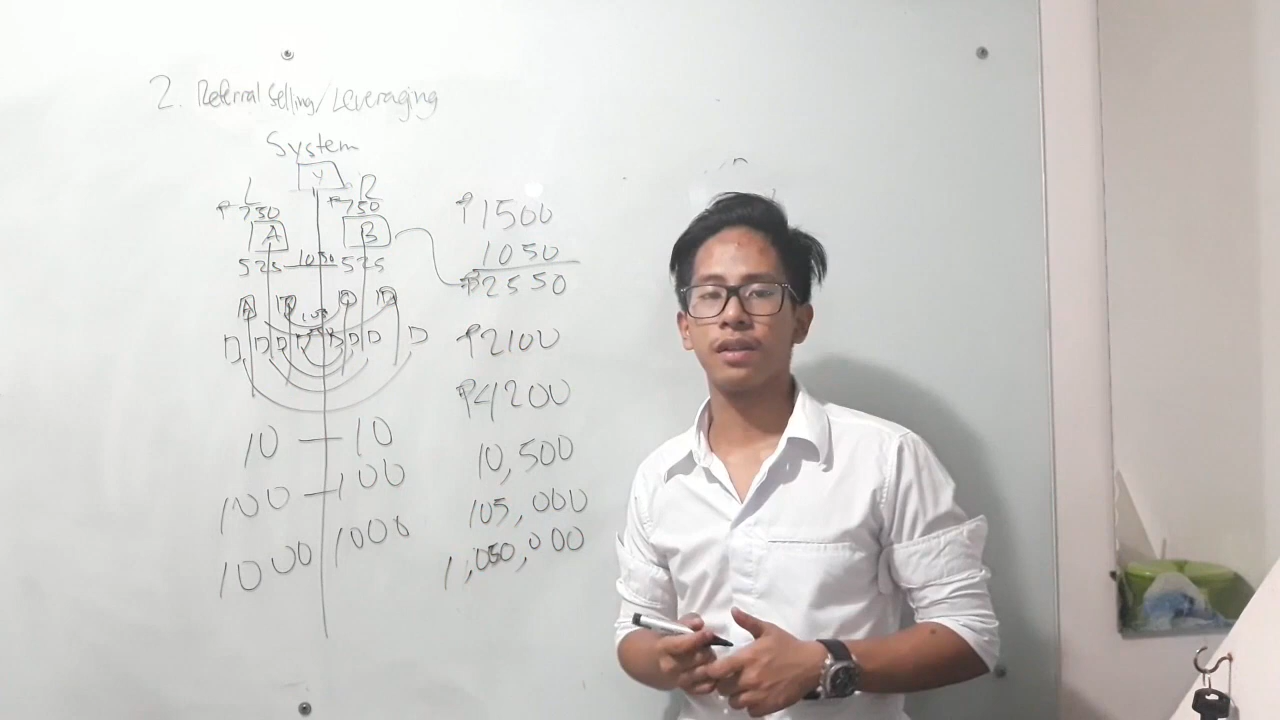 2. Referral Selling/Leveraging
System
Y
L R
₱750 ₱750
A B
525 1050 525
₱1500
1050
₱2550
₱2100
D D D D D D D
₱4200
10 — 10
10,500
100 — 100
105,000
1000 1000
1,050,000